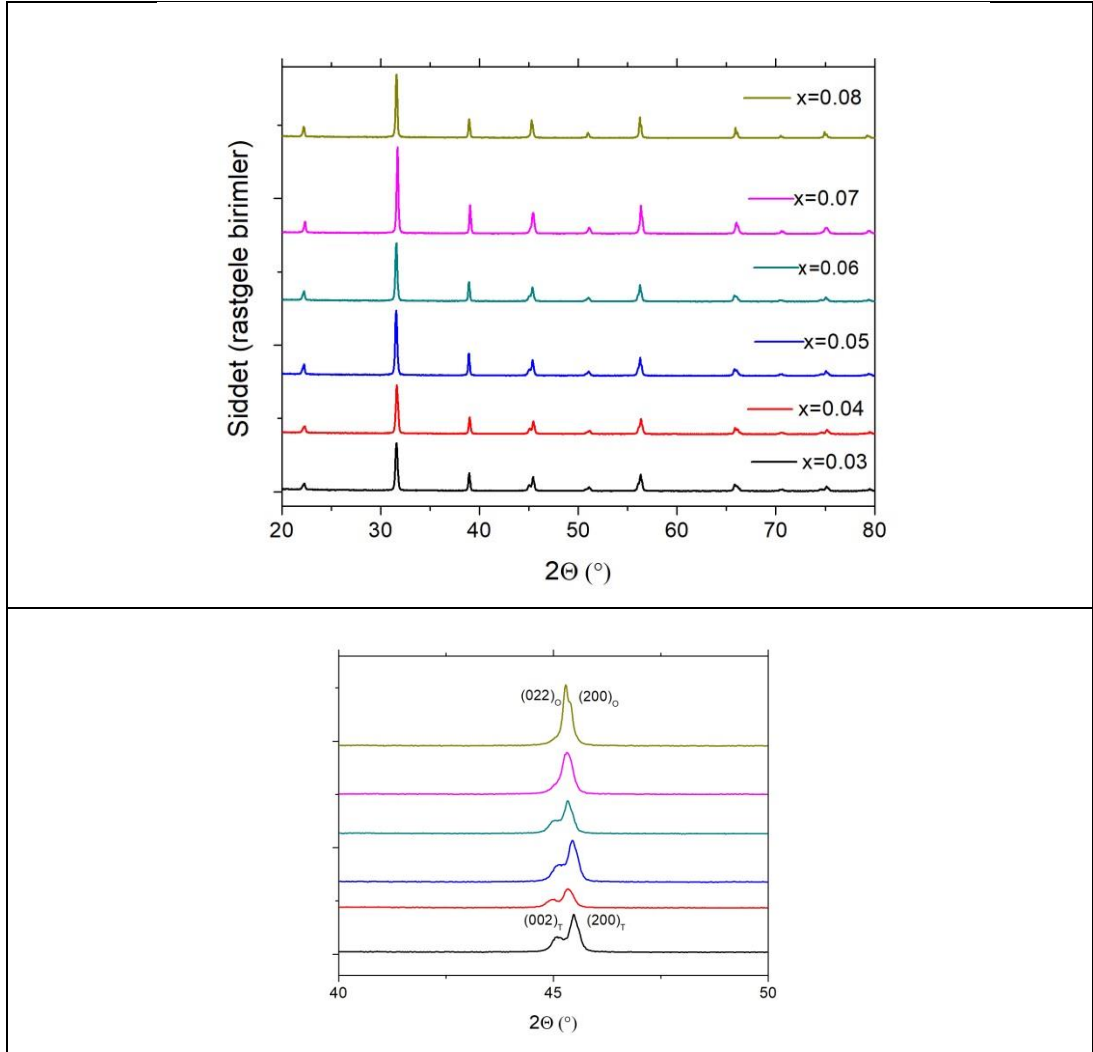 x=0.08
x=0.07
x=0.06
x=0.05
x=0.04
x=0.03
Siddet (rastgele birimler)
20 30 40 50 60 70 80
2Θ (°)
(022)O (200)O
(002)T (200)T
40 45 50
2Θ (°)